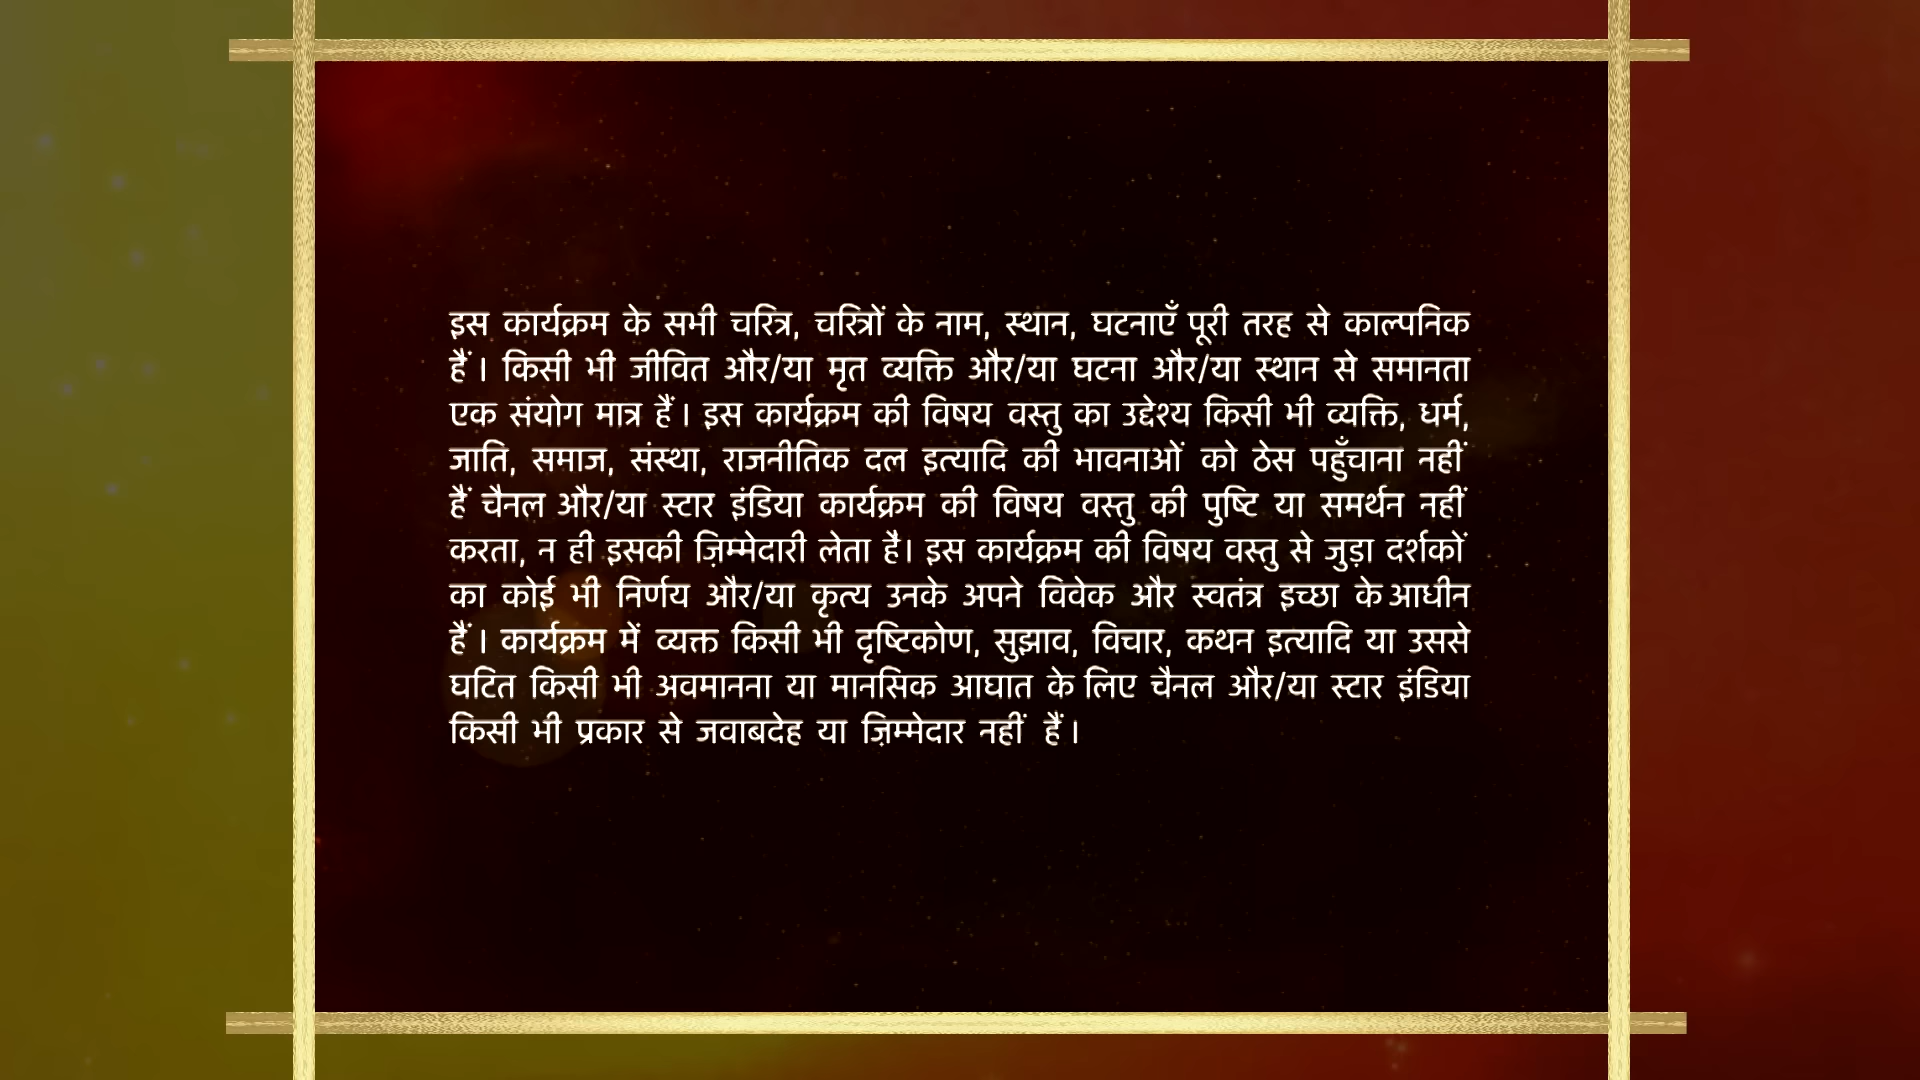 इस कार्यक्रम के सभी चरित्र, चरित्रों के नाम, स्थान, घटनाएँ पूरी तरह से काल्पनिक
हैं । किसी भी जीवित और/या मृत व्यक्ति और/या घटना और/या स्थान से समानता
एक संयोग मात्र हैं । इस कार्यक्रम की विषय वस्तु का उद्देश्य किसी भी व्यक्ति, धर्म,
जाति, समाज, संस्था, राजनीतिक दल इत्यादि की भावनाओं को ठेस पहुँचाना नहीं
हैं चैनल और/या स्टार इंडिया कार्यक्रम की विषय वस्तु की पुष्टि या समर्थन नहीं
करता, न ही इसकी ज़िम्मेदारी लेता है। इस कार्यक्रम की विषय वस्तु से जुड़ा दर्शकों
का कोई भी निर्णय और/या कृत्य उनके अपने विवेक और स्वतंत्र इच्छा के आधीन
हैं । कार्यक्रम में व्यक्त किसी भी दृष्टिकोण, सुझाव, विचार, कथन इत्यादि या उससे
घटित किसी भी अवमानना या मानसिक आघात के लिए चैनल और/या स्टार इंडिया
किसी भी प्रकार से जवाबदेह या ज़िम्मेदार नहीं हैं ।